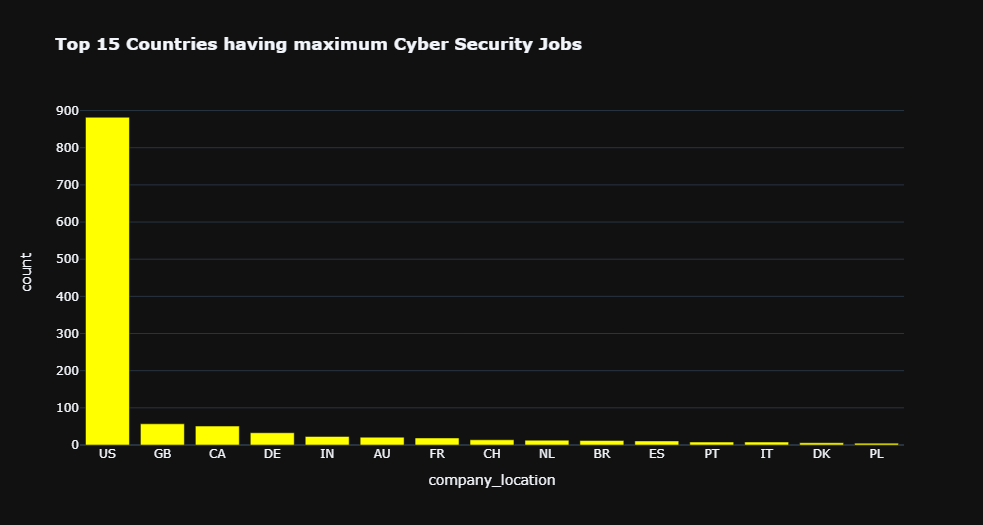 Top 15 Countries having maximum Cyber Security Jobs
900
800
700
600
500
400
300
200
100
0
count
US GB CA DE IN AU FR CH NL BR ES PT IT DK PL
company_location